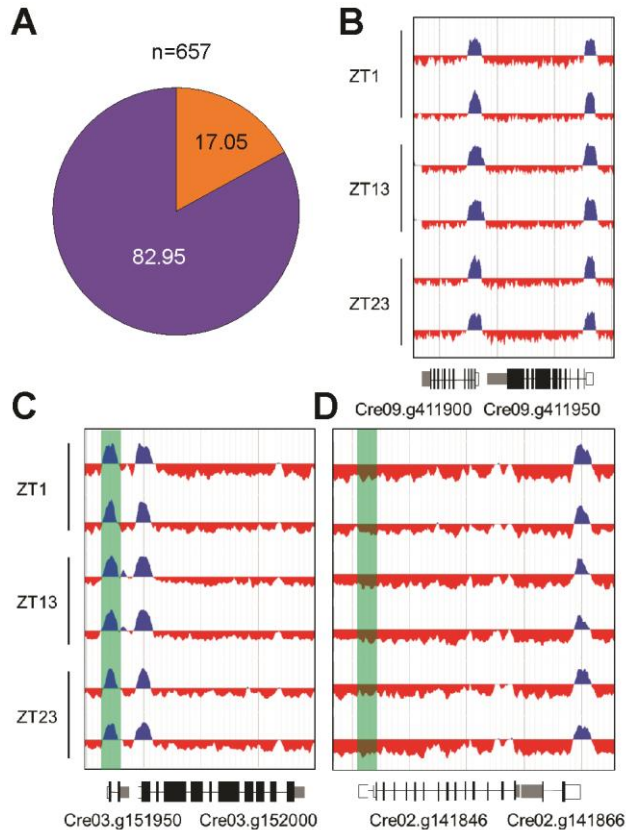 A
n=657
17.05
82.95
B
ZT1
ZT13
ZT23
Cre09.g411900 Cre09.g411950
C
ZT1
ZT13
ZT23
Cre03.g151950 Cre03.g152000
D
Cre02.g141846 Cre02.g141866